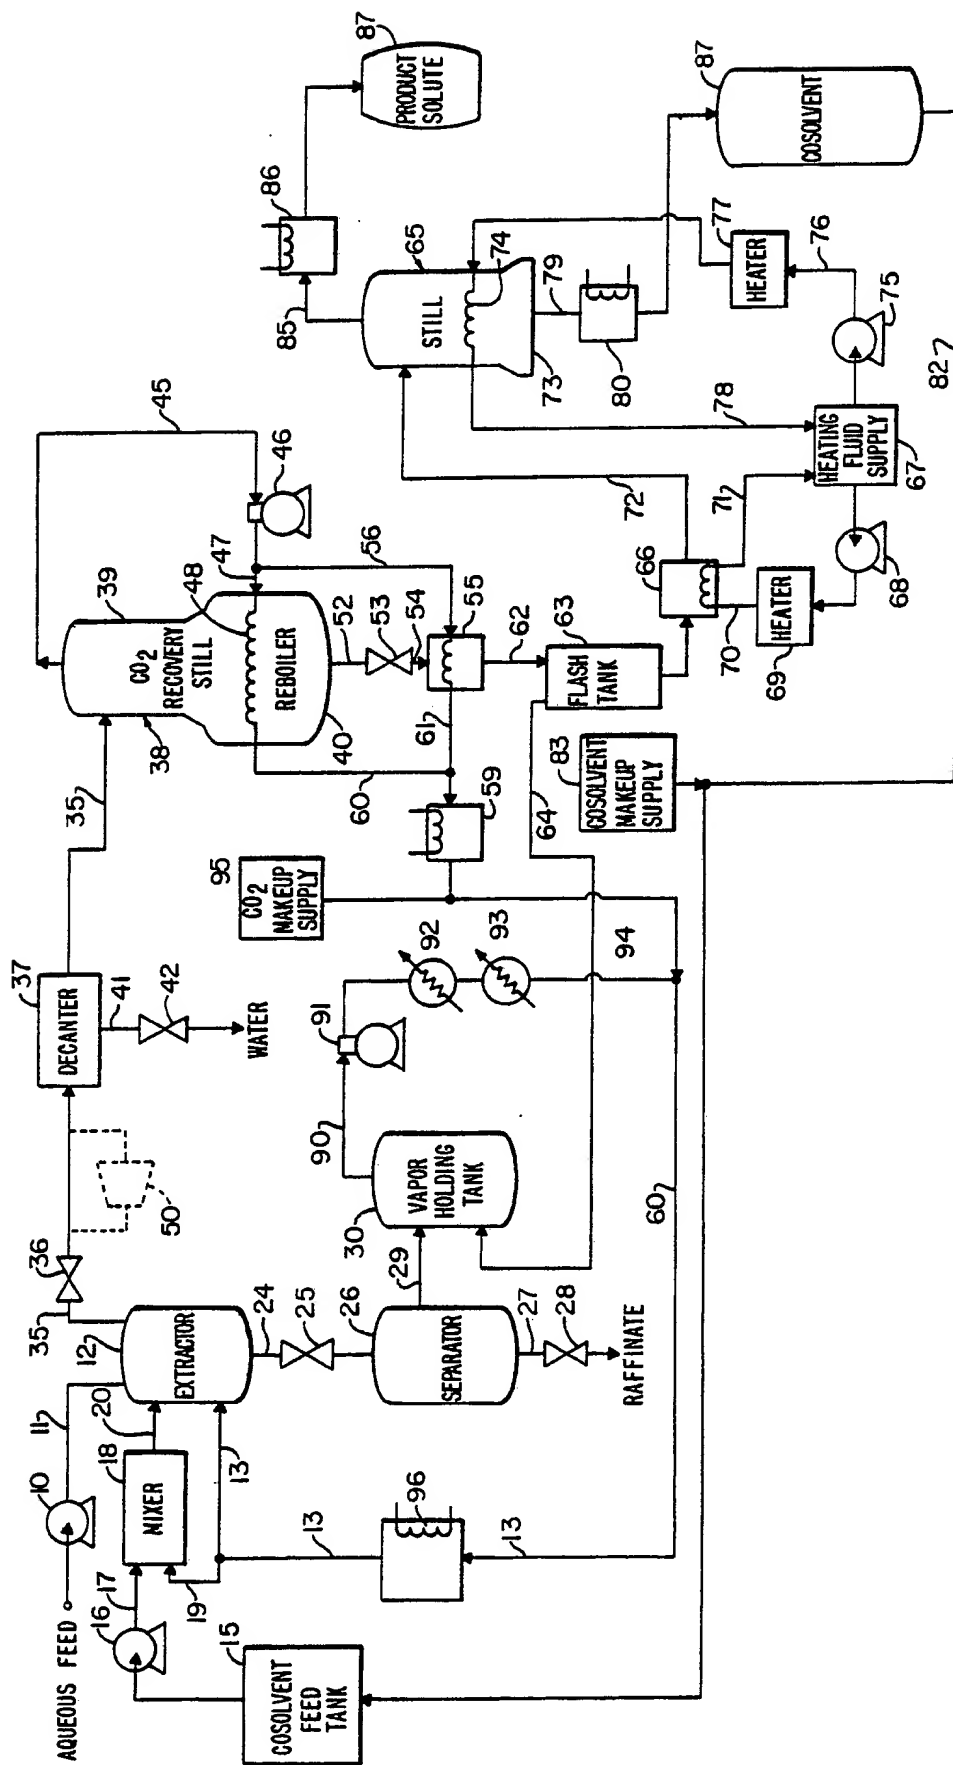 AQUEOUS FEED
10
11
12
35
36
37
35
38
39
45
16
17
18
20
MIXER
19
13
EXTRACTOR
50
DECANTER
41
42
WATER
CO2
RECOVERY
STILL
48
47
46
REBOILER
40
15
COSOLVENT
FEED
TANK
13
24
25
26
29
30
90
91
92
93
95
CO2
MAKEUP
SUPPLY
60
59
61
52
53
54
55
56
85
86
87
PRODUCT
SOLUTE
96
13
SEPARATOR
27
28
RAFFINATE
VAPOR
HOLDING
TANK
64
62
63
FLASH
TANK
STILL
65
74
73
79
80
60
94
83
COSOLVENT
MAKEUP
SUPPLY
66
70
69
HEATER
68
71
72
78
HEATING
FLUID
SUPPLY
67
75
76
77
HEATER
87
COSOLVENT
82